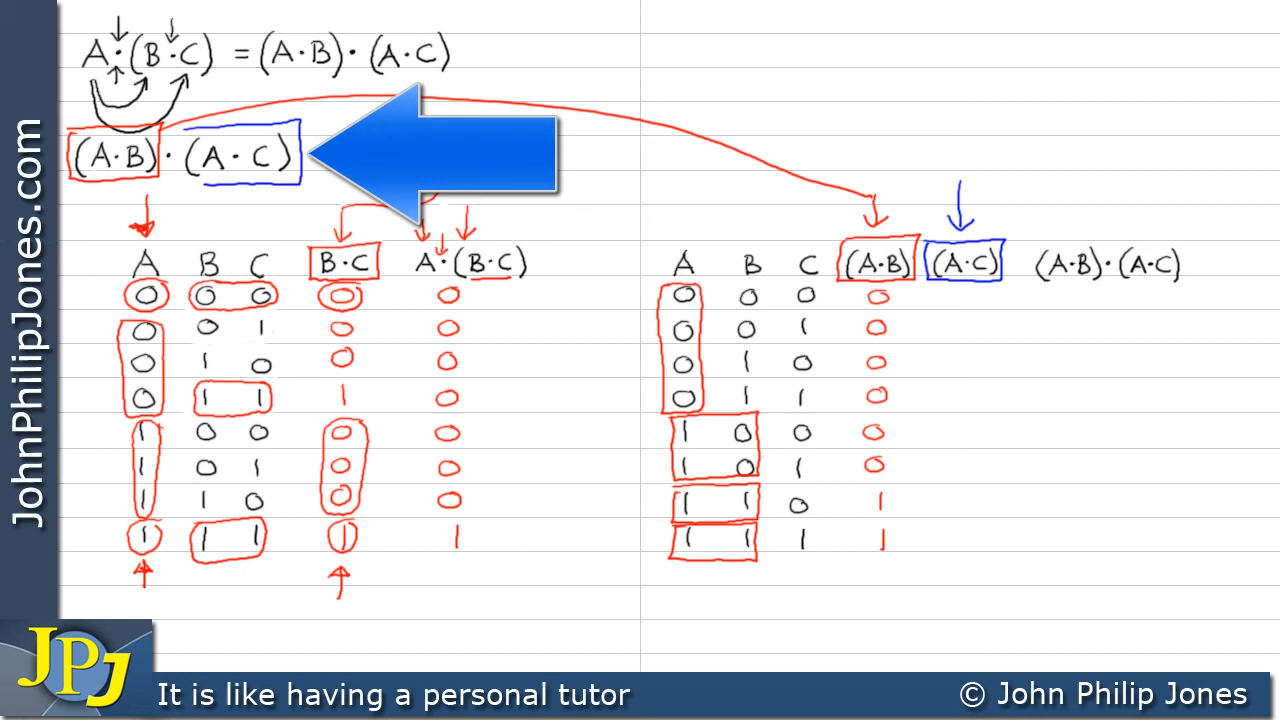 A·(B·C) = (A·B)·(A·C)
(A·B)·(A·C)
A B C B·C A·(B·C)
0 0 0 0 0
0 0 1 0 0
0 1 0 0 0
0 1 1 1 0
1 0 0 0 0
1 0 1 0 0
1 1 0 0 0
1 1 1 1 1
A B C (A·B) (A·C) (A·B)·(A·C)
0 0 0 0
0 0 1 0
0 1 0 0
0 1 1 0
1 0 0 0
1 0 1 0
1 1 0 1
1 1 1 1
JohnPhilipJones.com
JPJ
It is like having a personal tutor
© John Philip Jones